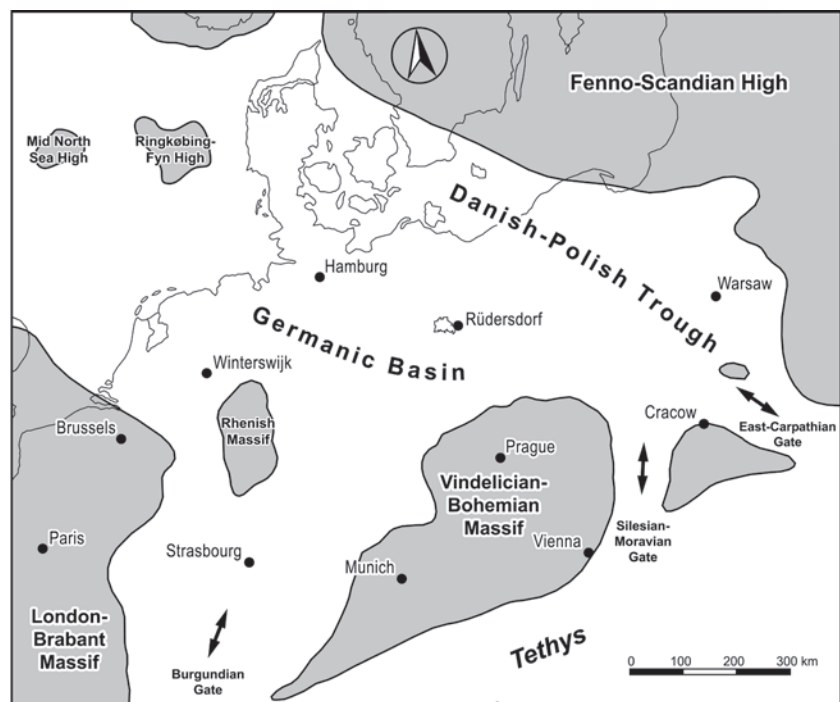 Fenno-Scandian High
Mid North
Sea High
Ringkøbing-
Fyn High
Danish-Polish Trough
Hamburg
Warsaw
Rüdersdorf
Germanic Basin
Winterswijk
Rhenish
Massif
Brussels
Cracow
East-Carpathian
Gate
Prague
Vindelician-
Bohemian
Massif
Silesian-
Moravian
Gate
Paris
Strasbourg
Munich
Vienna
London-
Brabant
Massif
Burgundian
Gate
Tethys
0 100 200 300 km